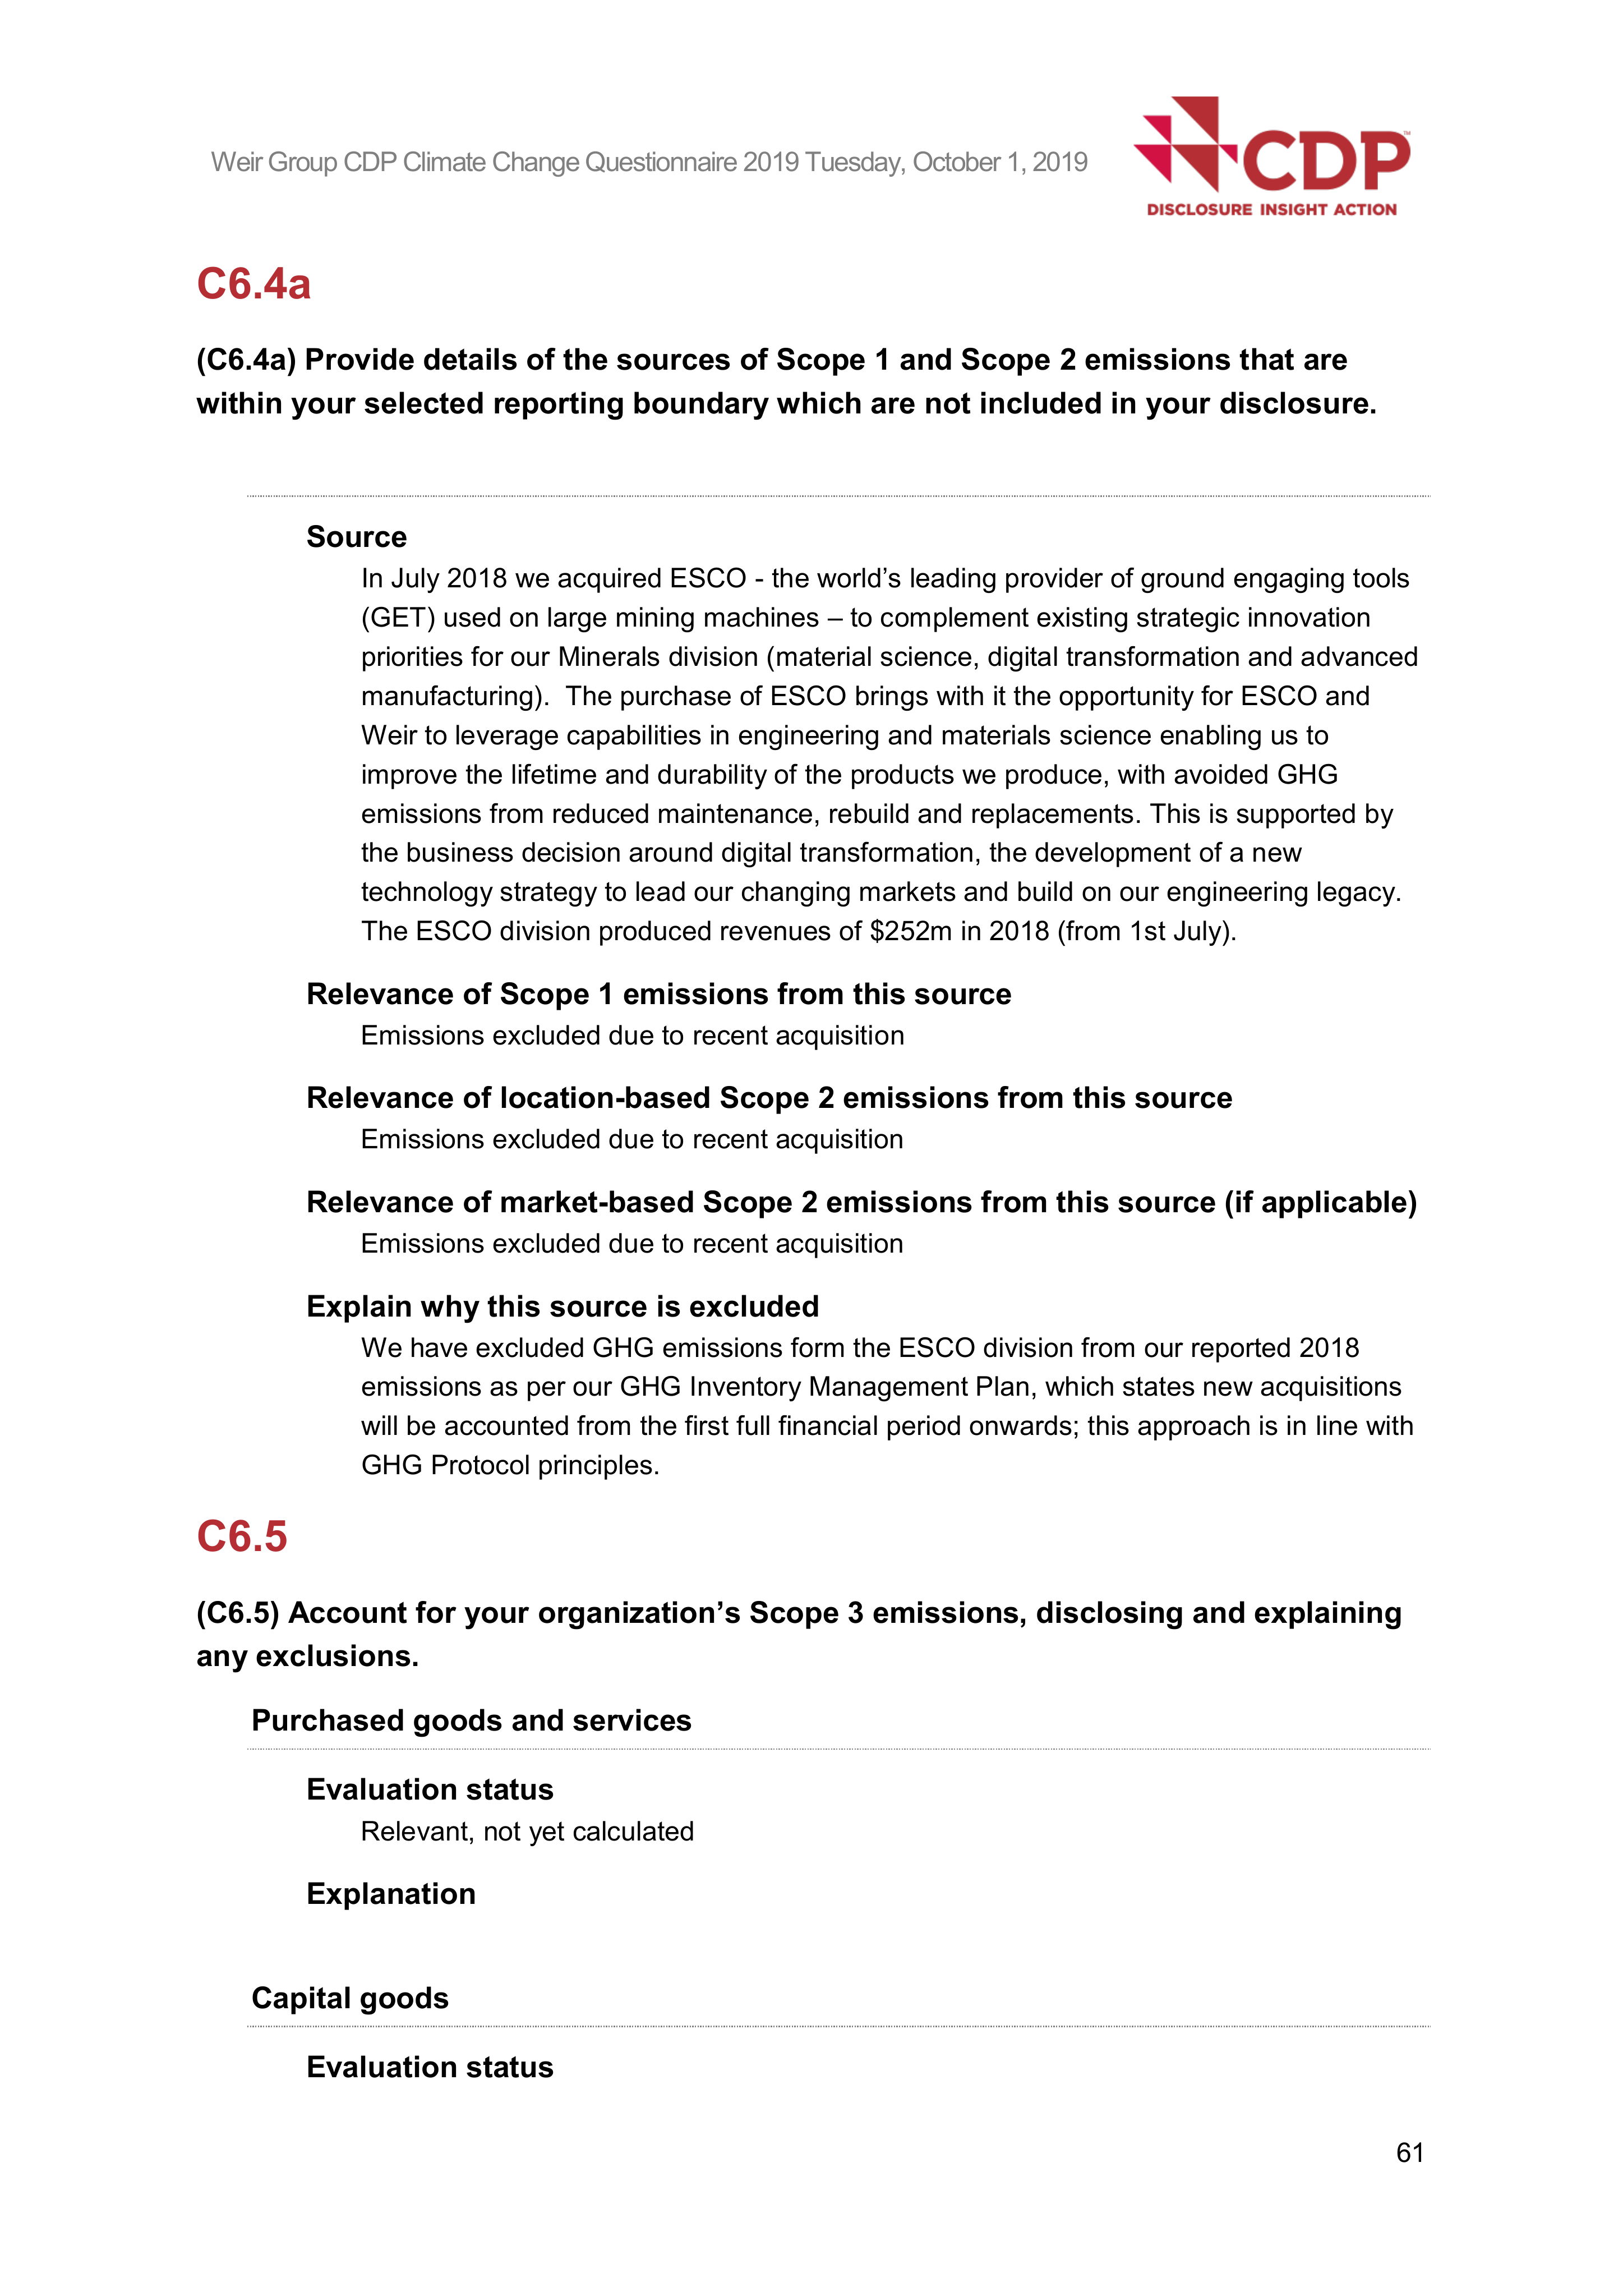 Weir Group CDP Climate Change Questionnaire 2019 Tuesday, October 1, 2019
CDP™
DISCLOSURE INSIGHT ACTION
C6.4a
(C6.4a) Provide details of the sources of Scope 1 and Scope 2 emissions that are
within your selected reporting boundary which are not included in your disclosure.
Source
In July 2018 we acquired ESCO - the world’s leading provider of ground engaging tools
(GET) used on large mining machines – to complement existing strategic innovation
priorities for our Minerals division (material science, digital transformation and advanced
manufacturing).  The purchase of ESCO brings with it the opportunity for ESCO and
Weir to leverage capabilities in engineering and materials science enabling us to
improve the lifetime and durability of the products we produce, with avoided GHG
emissions from reduced maintenance, rebuild and replacements. This is supported by
the business decision around digital transformation, the development of a new
technology strategy to lead our changing markets and build on our engineering legacy.
The ESCO division produced revenues of $252m in 2018 (from 1st July).
Relevance of Scope 1 emissions from this source
Emissions excluded due to recent acquisition
Relevance of location-based Scope 2 emissions from this source
Emissions excluded due to recent acquisition
Relevance of market-based Scope 2 emissions from this source (if applicable)
Emissions excluded due to recent acquisition
Explain why this source is excluded
We have excluded GHG emissions form the ESCO division from our reported 2018
emissions as per our GHG Inventory Management Plan, which states new acquisitions
will be accounted from the first full financial period onwards; this approach is in line with
GHG Protocol principles.
C6.5
(C6.5) Account for your organization’s Scope 3 emissions, disclosing and explaining
any exclusions.
Purchased goods and services
Evaluation status
Relevant, not yet calculated
Explanation
Capital goods
Evaluation status
61